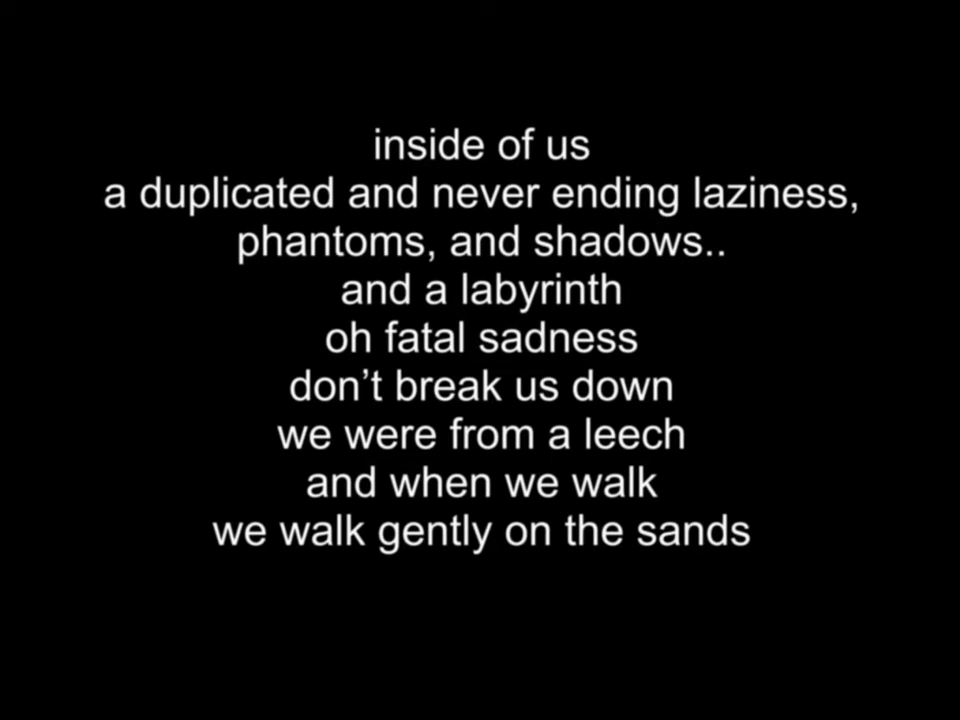 inside of us
a duplicated and never ending laziness,
phantoms, and shadows..
and a labyrinth
oh fatal sadness
don’t break us down
we were from a leech
and when we walk
we walk gently on the sands